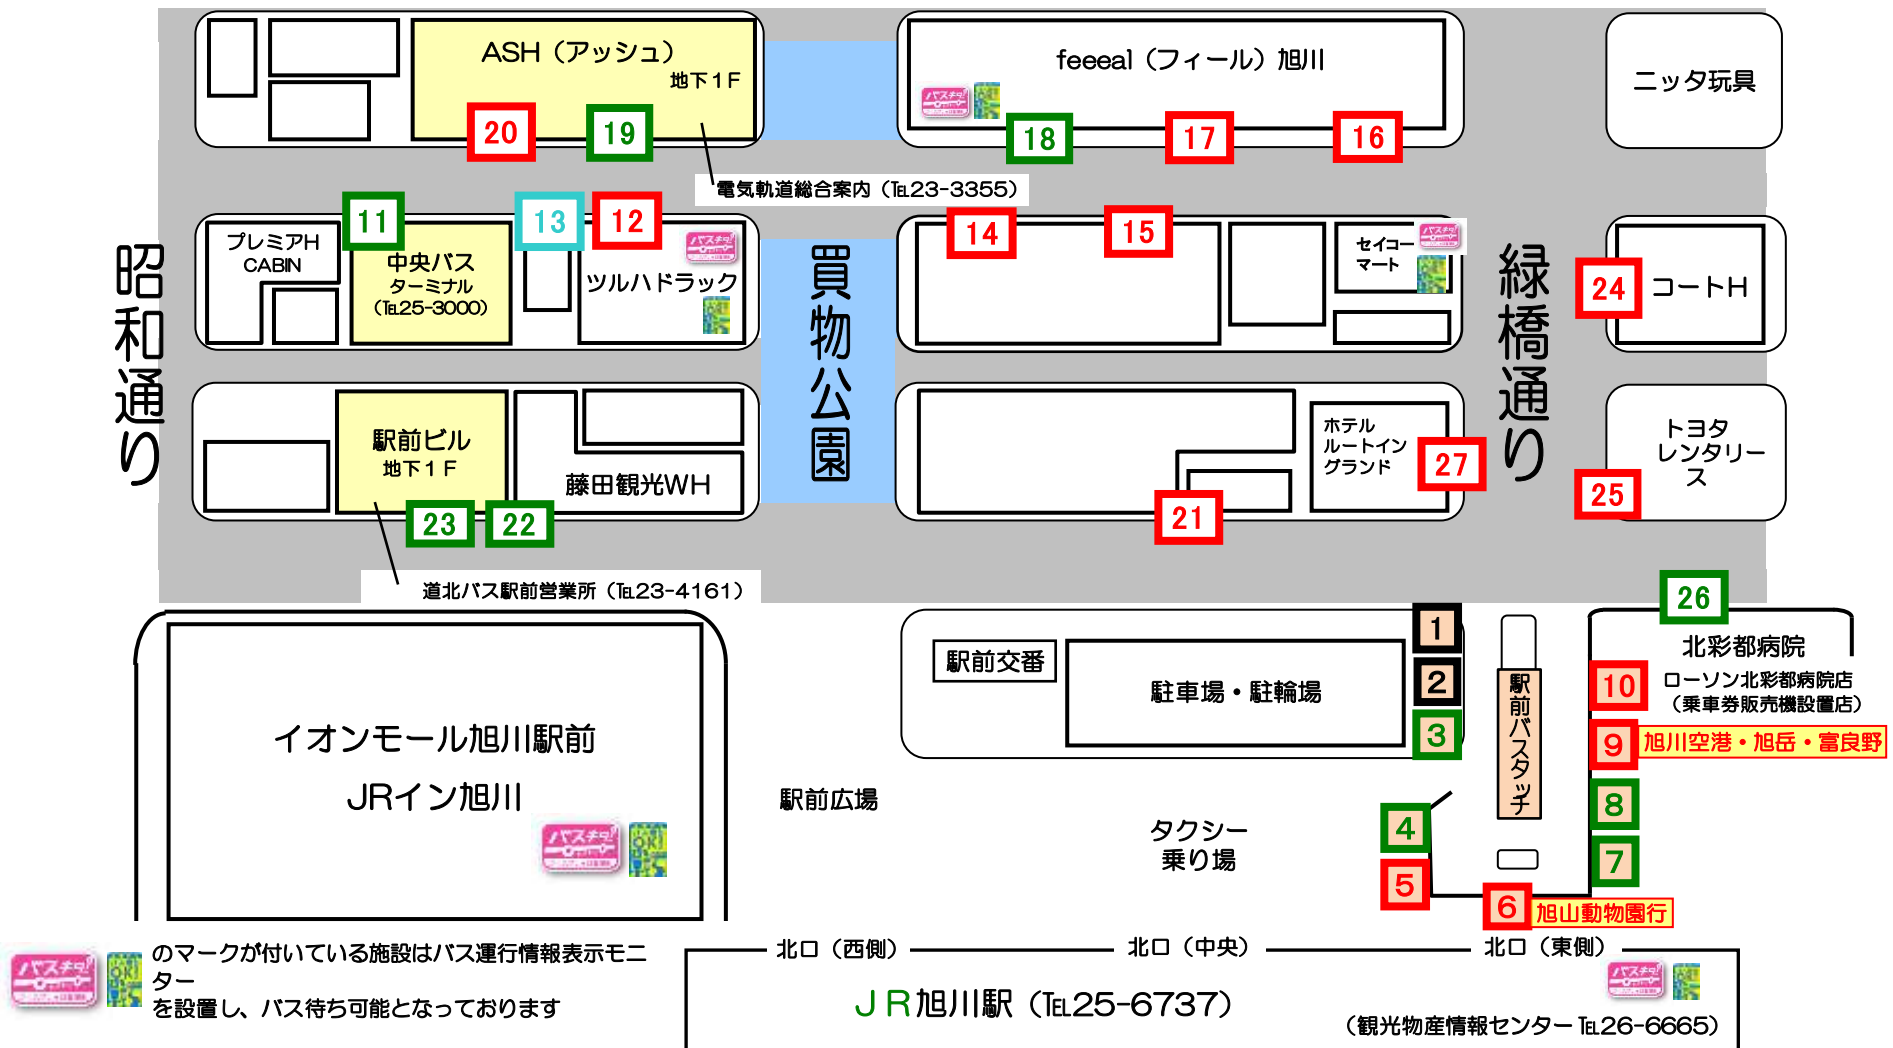 ASH（アッシュ）
地下１F
feeeal（フィール）旭川
ニッタ玩具
20
19
18
17
16
電気軌道総合案内（℡23-3355）
11
13
12
14
15
プレミアH
CABIN
中央バス
ターミナル
（℡25-3000）
バスチカ!
ツルハドラック
セイコー
マート
24
コートH
昭和通り
買物公園
緑橋通り
駅前ビル
地下１F
藤田観光WH
ホテル
ルートイン
グランド
27
トヨタ
レンタリー
ス
25
23
22
21
道北バス駅前営業所（℡23-4161）
26
北彩都病院
駅前交番
駐車場・駐輪場
1
2
3
駅前バスタッチ
10
ローソン北彩都病院店
（乗車券販売機設置店）
9
旭川空港・旭岳・富良野
8
7
イオンモール旭川駅前
JRイン旭川
駅前広場
タクシー
乗り場
4
5
6
旭山動物園行
のマークが付いている施設はバス運行情報表示モニ
ター
を設置し、バス待ち可能となっております
北口（西側）
北口（中央）
北口（東側）
ＪＲ旭川駅（℡25-6737）
（観光物産情報センター℡26-6665）